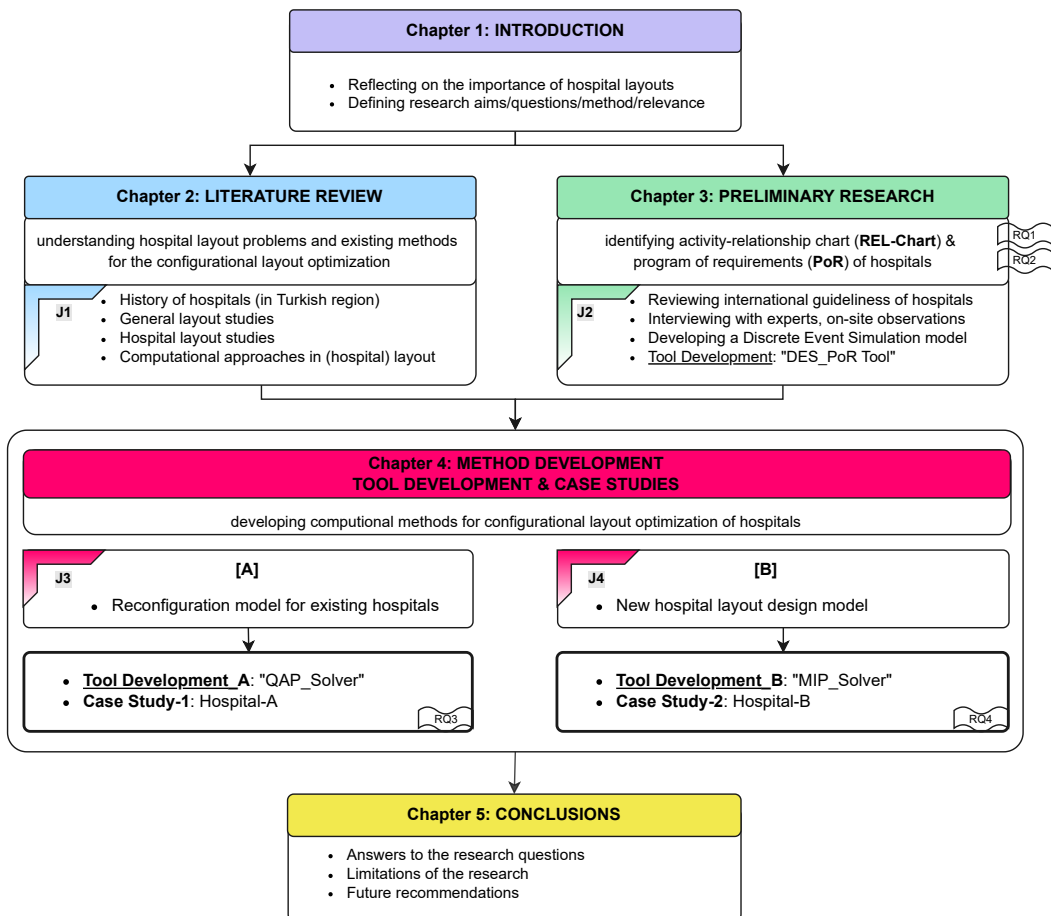 Chapter 1: INTRODUCTION
• Reflecting on the importance of hospital layouts
• Defining research aims/questions/method/relevance
Chapter 2: LITERATURE REVIEW
understanding hospital layout problems and existing methods
for the configurational layout optimization
J1
• History of hospitals (in Turkish region)
• General layout studies
• Hospital layout studies
• Computational approaches in (hospital) layout
Chapter 3: PRELIMINARY RESEARCH
identifying activity-relationship chart (REL-Chart) &
program of requirements (PoR) of hospitals
RQ1
RQ2
J2
• Reviewing international guideliness of hospitals
• Interviewing with experts, on-site observations
• Developing a Discrete Event Simulation model
• Tool Development: "DES_PoR Tool"
Chapter 4: METHOD DEVELOPMENT
TOOL DEVELOPMENT & CASE STUDIES
developing computional methods for configurational layout optimization of hospitals
J3
[A]
• Reconfiguration model for existing hospitals
• Tool Development_A: "QAP_Solver"
• Case Study-1: Hospital-A
RQ3
J4
[B]
• New hospital layout design model
• Tool Development_B: "MIP_Solver"
• Case Study-2: Hospital-B
RQ4
Chapter 5: CONCLUSIONS
• Answers to the research questions
• Limitations of the research
• Future recommendations